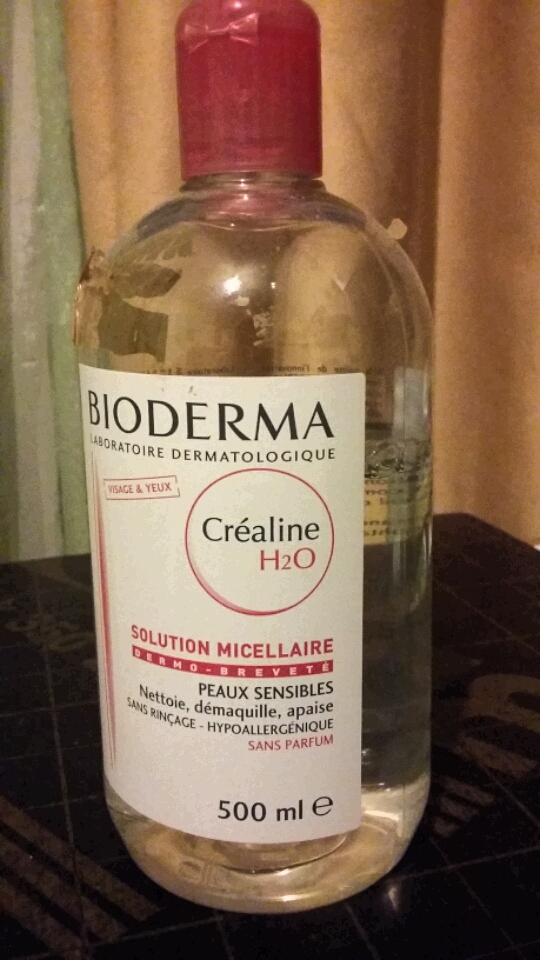 BIODERMA
LABORATOIRE DERMATOLOGIQUE
VISAGE & YEUX
Créaline
H2O
SOLUTION MICELLAIRE
DERMO-BREVETÉ
PEAUX SENSIBLES
Nettoie, démaquille, apaise
SANS RINÇAGE - HYPOALLERGÉNIQUE
SANS PARFUM
500 ml e